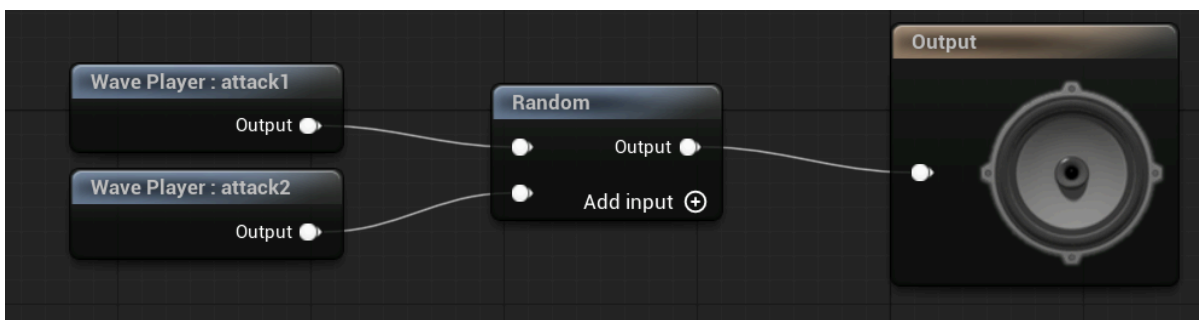 Wave Player : attack1
Output
Wave Player : attack2
Output
Random
Output
Add input
Output